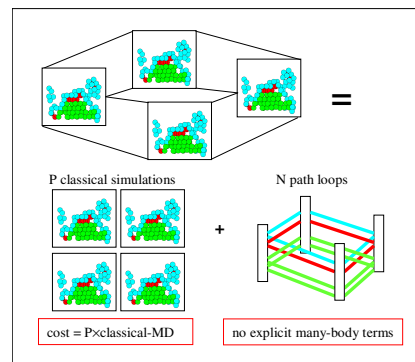 =
P classical simulations N path loops
+
cost = P×classical-MD no explicit many-body terms